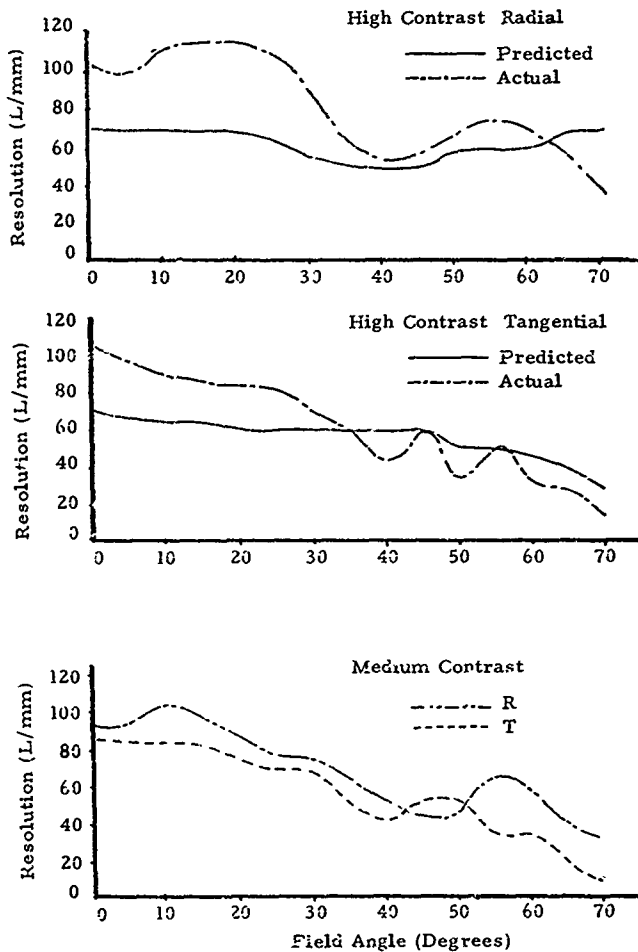 High Contrast Radial
Predicted
Actual
Resolution (L/mm)
120
100
80
60
40
20
0
0 10 20 30 40 50 60 70
High Contrast Tangential
Predicted
Actual
Resolution (L/mm)
120
100
80
60
40
20
0
0 10 20 30 40 50 60 70
Medium Contrast
R
T
Resolution (L/mm)
120
100
80
60
40
20
0
0 10 20 30 40 50 60 70
Field Angle (Degrees)